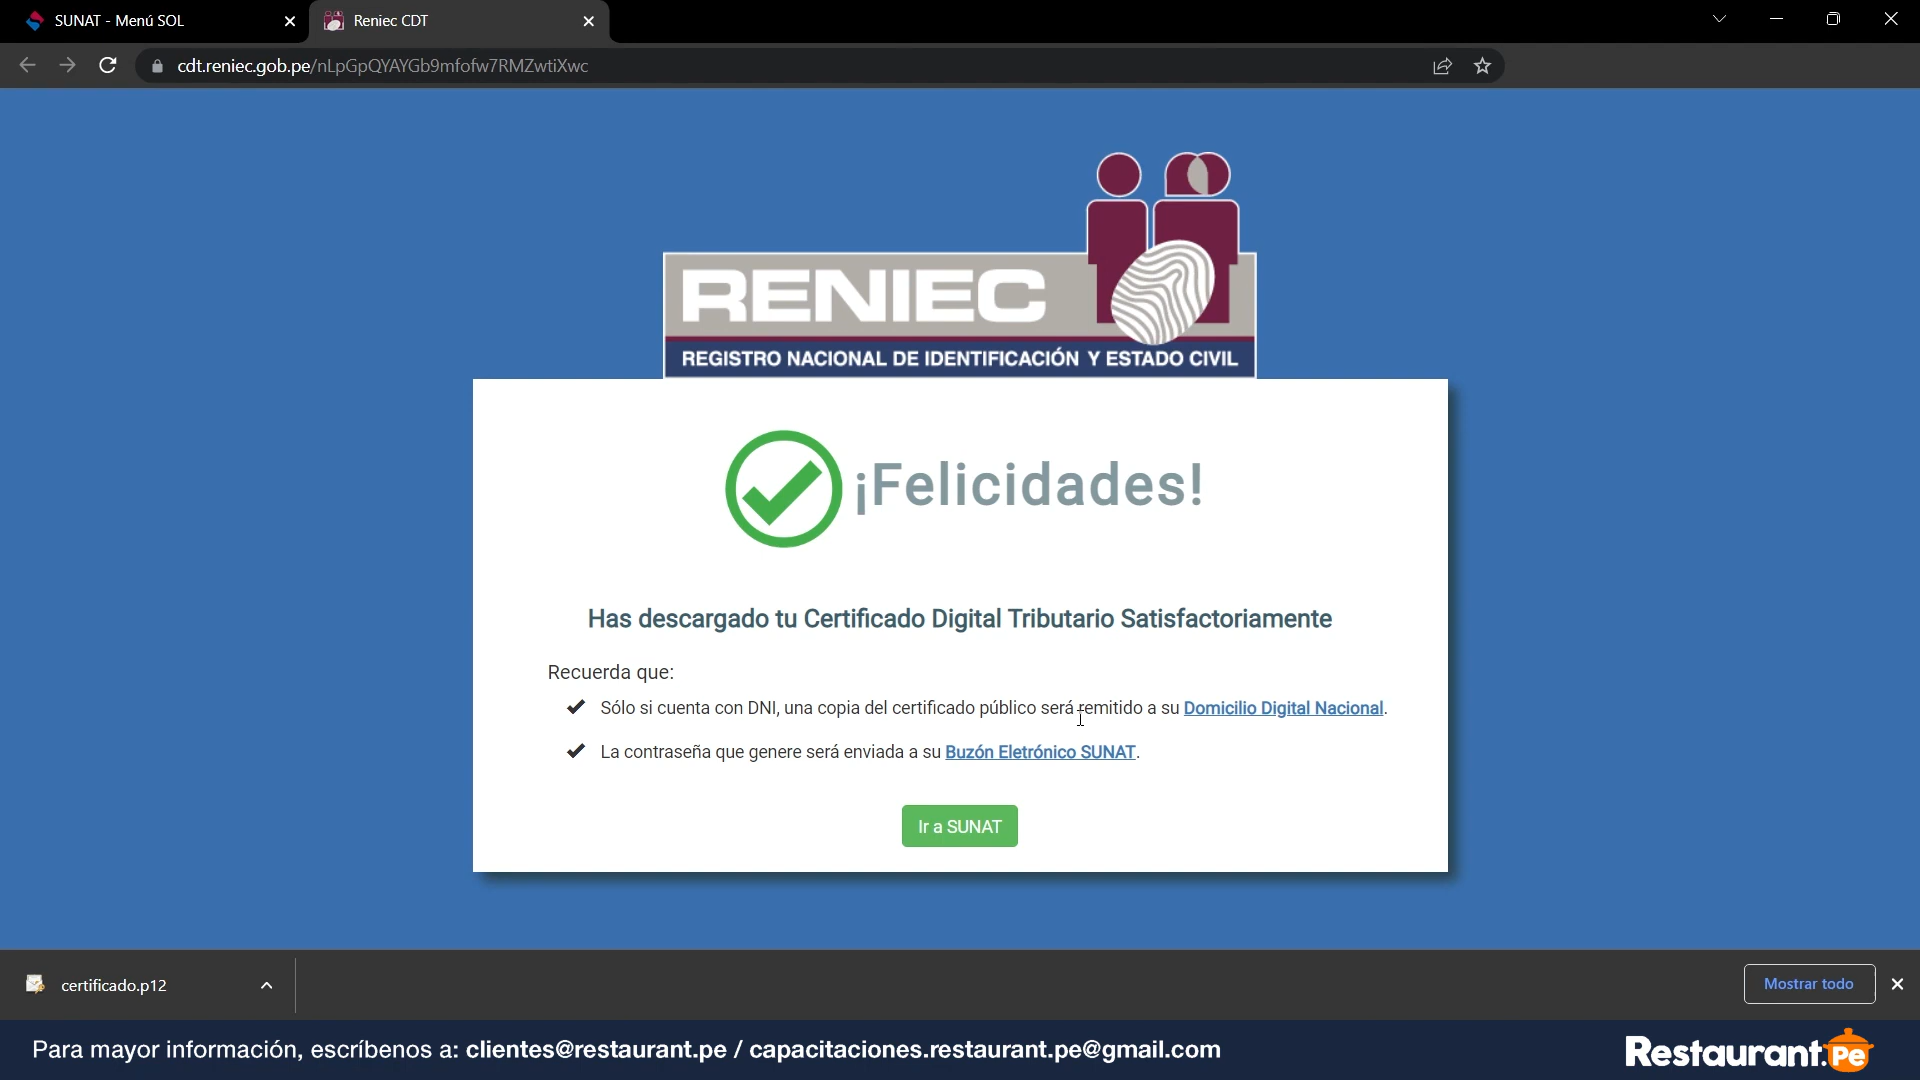 SUNAT - Menú SOL
Reniec CDT
cdt.reniec.gob.pe/nLpGpQYAYGb9mfofw7RMZwtiXwc
RENIEC
REGISTRO NACIONAL DE IDENTIFICACIÓN Y ESTADO CIVIL
¡Felicidades!
Has descargado tu Certificado Digital Tributario Satisfactoriamente
Recuerda que:
Sólo si cuenta con DNI, una copia del certificado público será remitido a su Domicilio Digital Nacional.
La contraseña que genere será enviada a su Buzón Eletrónico SUNAT.
Ir a SUNAT
certificado.p12
Mostrar todo
Para mayor información, escríbenos a: clientes@restaurant.pe / capacitaciones.restaurant.pe@gmail.com
Restaurant.Pe